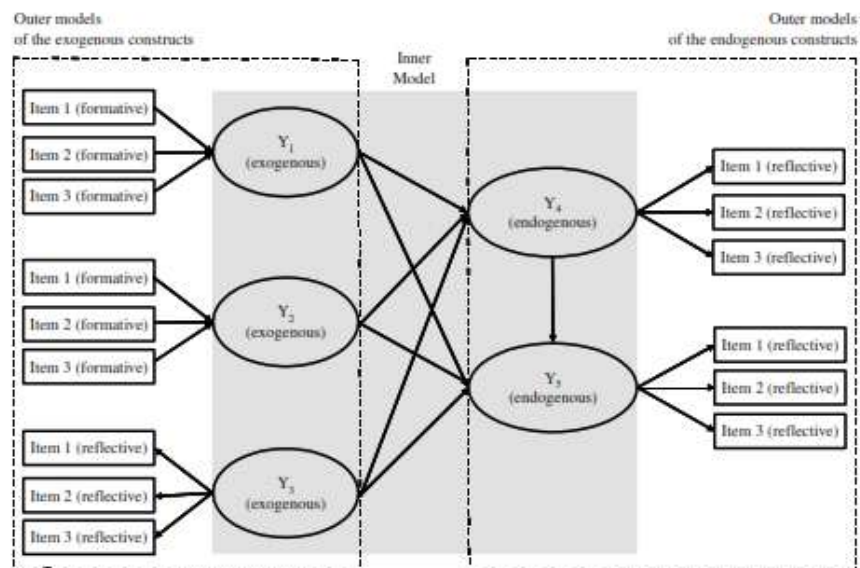 Outer models
of the exogenous constructs
Inner
Model
Outer models
of the endogenous constructs
Item 1 (formative)
Item 2 (formative)
Item 3 (formative)
Y1
(exogenous)
Item 1 (formative)
Item 2 (formative)
Item 3 (formative)
Y2
(exogenous)
Item 1 (reflective)
Item 2 (reflective)
Item 3 (reflective)
Y3
(exogenous)
Y4
(endogenous)
Item 1 (reflective)
Item 2 (reflective)
Item 3 (reflective)
Y5
(endogenous)
Item 1 (reflective)
Item 2 (reflective)
Item 3 (reflective)